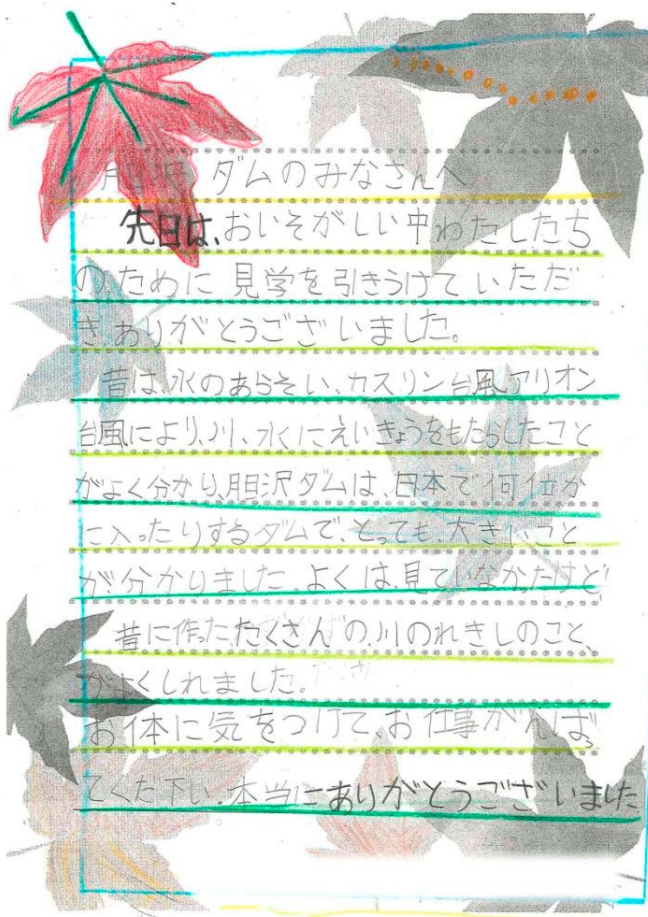 胆沢ダムのみなさんへ
先日は、おいそがしい中わたしたち
のために見学を引きうけていただ
き、ありがとうございました。
昔は、水のあらそい、カスリン台風、アリオン
台風により、川、水にえいきょうをもたらしたこと
がよく分かり、胆沢ダムは、日本で何位か
に入ったりするダムで、とっても、大きいこと
が分かりました。よくは、見ていなかたけど
昔に作った、たくさんの川のれきしのこと、
がよくしれました。
お体に気をつけてお仕事がんばっ
てくだ下い。本当にありがとうございました